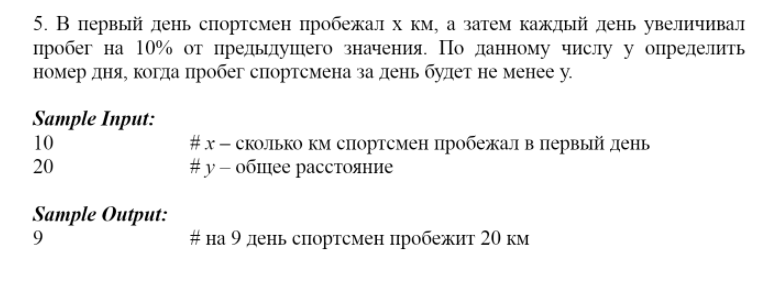 5. В первый день спортсмен пробежал х км, а затем каждый день увеличивал
пробег на 10% от предыдущего значения. По данному числу у определить
номер дня, когда пробег спортсмена за день будет не менее у.
Sample Input:
10 # x – сколько км спортсмен пробежал в первый день
20 # y – общее расстояние
Sample Output:
9 # на 9 день спортсмен пробежит 20 км